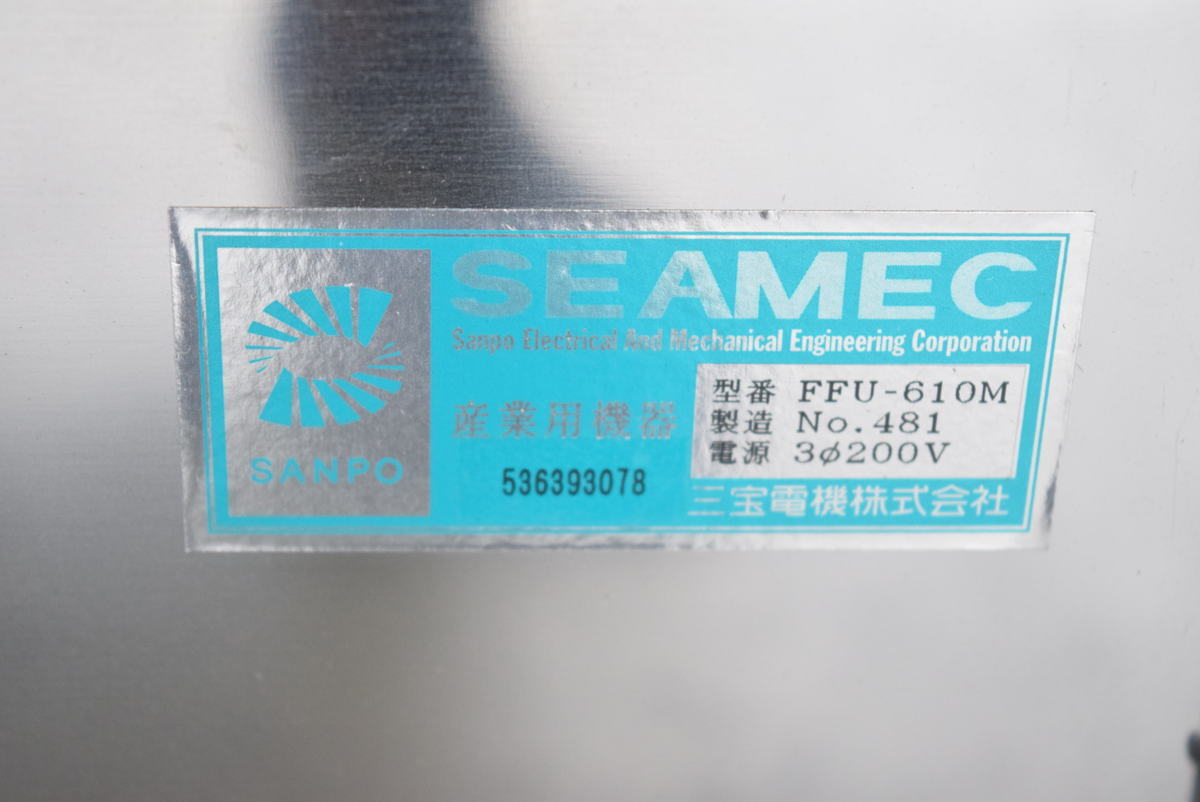 SANPO
SEAMEC
Sanpo Electrical And Mechanical Engineering Corporation
産業用機器
536393078
型番 FFU-610M
製造 No.481
電源 3φ200V
三宝電機株式会社